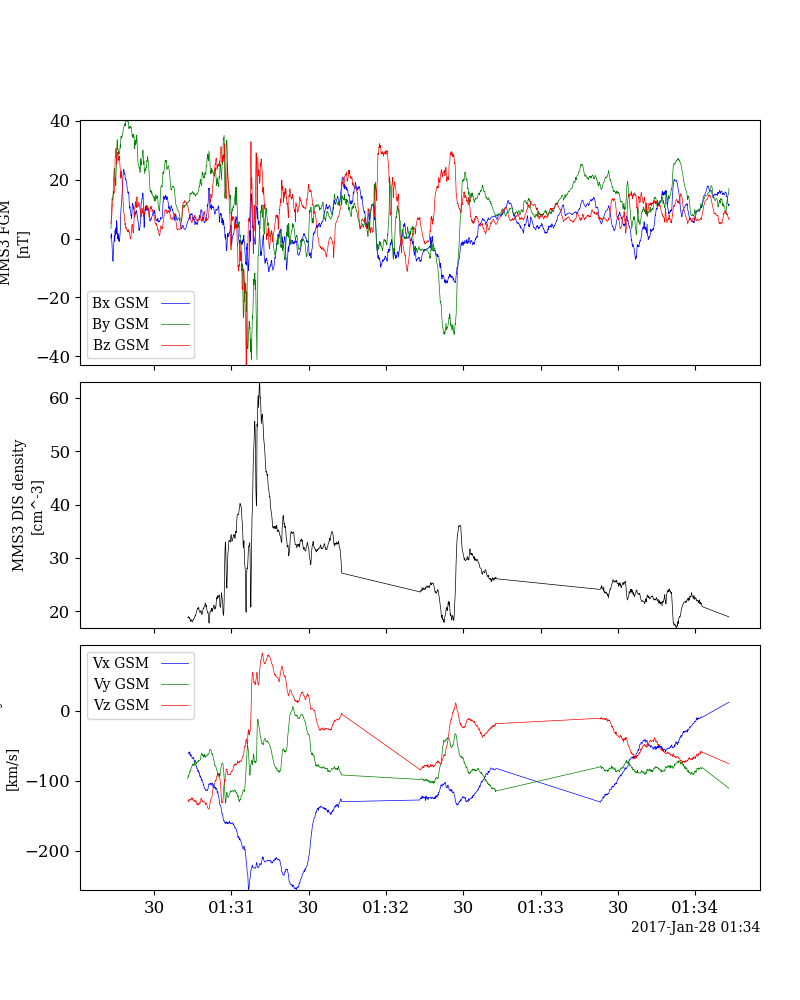 40
20
0
−20
−40
MMS3 FGM
[nT]
Bx GSM
By GSM
Bz GSM
60
50
40
30
20
MMS3 DIS density
[cm^-3]
0
−100
−200
[km/s]
Vx GSM
Vy GSM
Vz GSM
30
01:31
30
01:32
30
01:33
30
01:34
2017-Jan-28 01:34